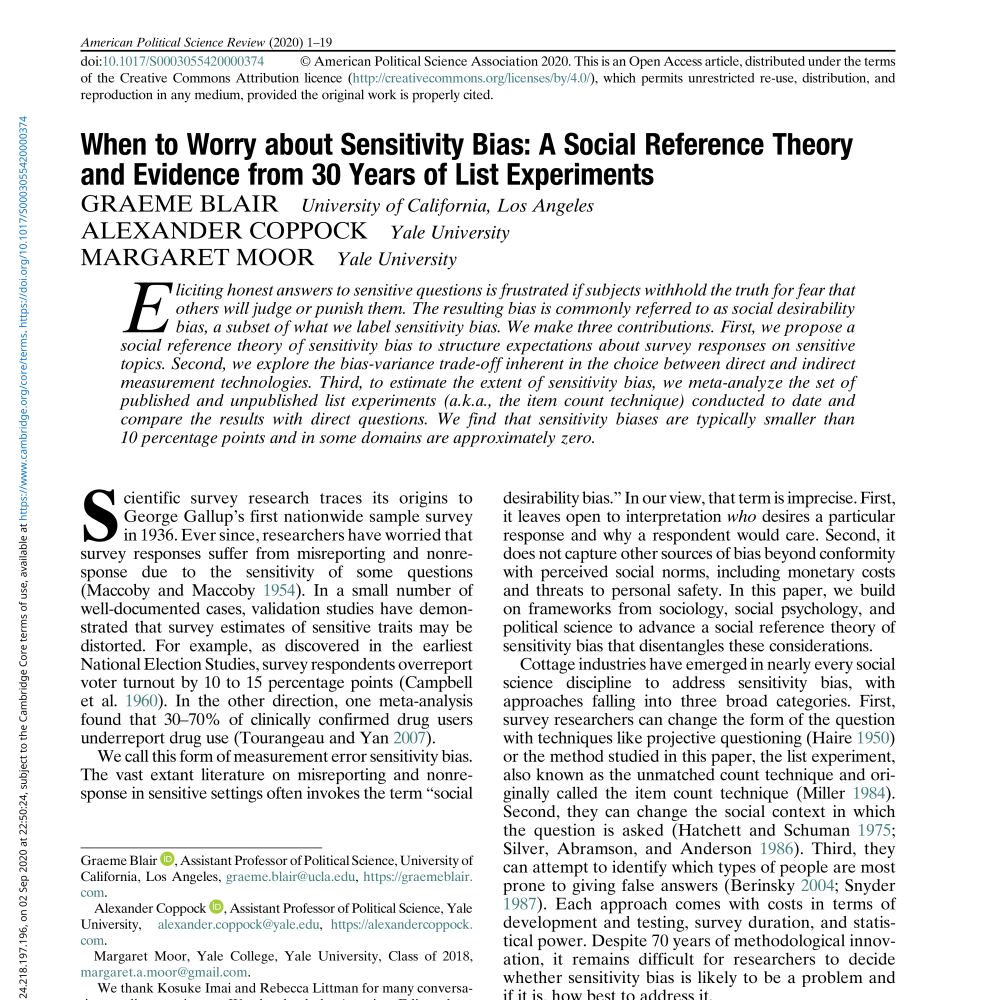 American Political Science Review (2020) 1–19
doi:10.1017/S0003055420000374 © American Political Science Association 2020. This is an Open Access article, distributed under the terms
of the Creative Commons Attribution licence (http://creativecommons.org/licenses/by/4.0/), which permits unrestricted re-use, distribution, and
reproduction in any medium, provided the original work is properly cited.
When to Worry about Sensitivity Bias: A Social Reference Theory
and Evidence from 30 Years of List Experiments
GRAEME BLAIR University of California, Los Angeles
ALEXANDER COPPOCK Yale University
MARGARET MOOR Yale University
Eliciting honest answers to sensitive questions is frustrated if subjects withhold the truth for fear that
others will judge or punish them. The resulting bias is commonly referred to as social desirability
bias, a subset of what we label sensitivity bias. We make three contributions. First, we propose a
social reference theory of sensitivity bias to structure expectations about survey responses on sensitive
topics. Second, we explore the bias-variance trade-off inherent in the choice between direct and indirect
measurement technologies. Third, to estimate the extent of sensitivity bias, we meta-analyze the set of
published and unpublished list experiments (a.k.a., the item count technique) conducted to date and
compare the results with direct questions. We find that sensitivity biases are typically smaller than
10 percentage points and in some domains are approximately zero.
Scientific survey research traces its origins to
George Gallup's first nationwide sample survey
in 1936. Ever since, researchers have worried that
survey responses suffer from misreporting and nonre-
sponse due to the sensitivity of some questions
(Maccoby and Maccoby 1954). In a small number of
well-documented cases, validation studies have demon-
strated that survey estimates of sensitive traits may be
distorted. For example, as discovered in the earliest
National Election Studies, survey respondents overreport
voter turnout by 10 to 15 percentage points (Campbell
et al. 1960). In the other direction, one meta-analysis
found that 30–70% of clinically confirmed drug users
underreport drug use (Tourangeau and Yan 2007).
We call this form of measurement error sensitivity bias.
The vast extant literature on misreporting and nonre-
sponse in sensitive settings often invokes the term “social
Graeme Blair iD, Assistant Professor of Political Science, University of
California, Los Angeles, graeme.blair@ucla.edu, https://graemeblair.
com.
Alexander Coppock iD, Assistant Professor of Political Science, Yale
University, alexander.coppock@yale.edu, https://alexandercoppock.
com.
Margaret Moor, Yale College, Yale University, Class of 2018,
margaret.a.moor@gmail.com.
We thank Kosuke Imai and Rebecca Littman for many conversa-
desirability bias.” In our view, that term is imprecise. First,
it leaves open to interpretation who desires a particular
response and why a respondent would care. Second, it
does not capture other sources of bias beyond conformity
with perceived social norms, including monetary costs
and threats to personal safety. In this paper, we build
on frameworks from sociology, social psychology, and
political science to advance a social reference theory of
sensitivity bias that disentangles these considerations.
Cottage industries have emerged in nearly every social
science discipline to address sensitivity bias, with
approaches falling into three broad categories. First,
survey researchers can change the form of the question
with techniques like projective questioning (Haire 1950)
or the method studied in this paper, the list experiment,
also known as the unmatched count technique and ori-
ginally called the item count technique (Miller 1984).
Second, they can change the social context in which
the question is asked (Hatchett and Schuman 1975;
Silver, Abramson, and Anderson 1986). Third, they
can attempt to identify which types of people are most
prone to giving false answers (Berinsky 2004; Snyder
1987). Each approach comes with costs in terms of
development and testing, survey duration, and statis-
tical power. Despite 70 years of methodological innov-
ation, it remains difficult for researchers to decide
whether sensitivity bias is likely to be a problem and
if it is, how best to address it.
24.218.197.196, on 02 Sep 2020 at 22:50:24, subject to the Cambridge Core terms of use, available at https://www.cambridge.org/core/terms. https://doi.org/10.1017/S0003055420000374